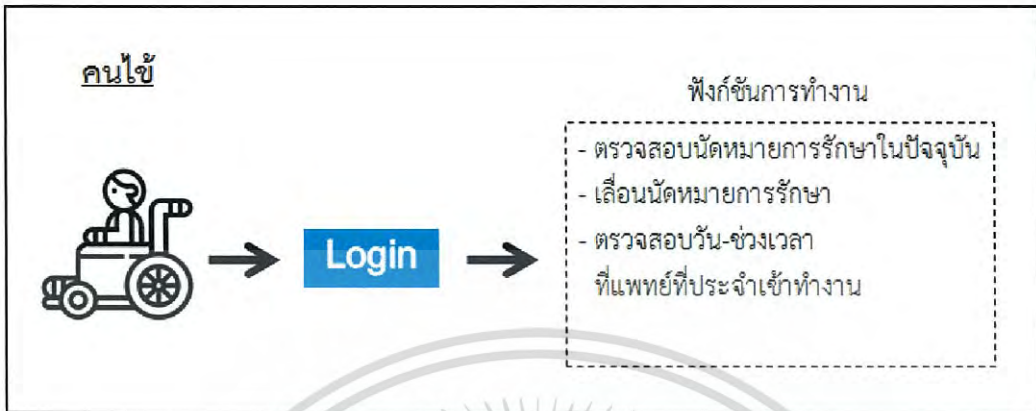 คนไข้
ฟังก์ชันการทำงาน
- ตรวจสอบนัดหมายการรักษาในปัจจุบัน
- เลื่อนนัดหมายการรักษา
- ตรวจสอบวัน-ช่วงเวลา
ที่แพทย์ที่ประจำเข้าทำงาน
Login